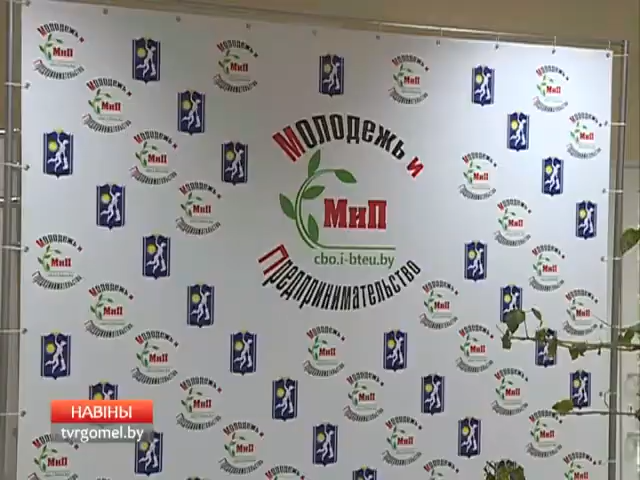 Молодежь и
МиП
cbo.i-bteu.by
Предпринимательство
НАВІНЫ
tvrgomel.by